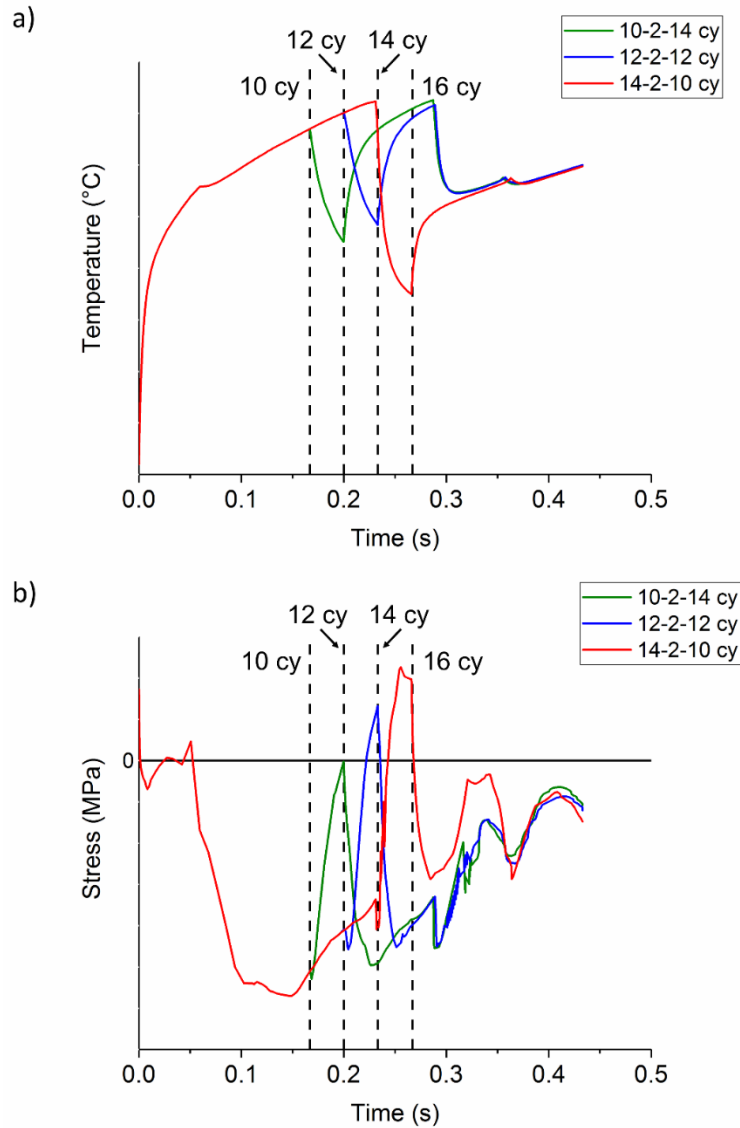 a)
12 cy 14 cy
10 cy 16 cy
10-2-14 cy
12-2-12 cy
14-2-10 cy
Temperature (°C)
0.0 0.1 0.2 0.3 0.4 0.5
Time (s)
b)
12 cy 14 cy
10 cy 16 cy
10-2-14 cy
12-2-12 cy
14-2-10 cy
0
Stress (MPa)
0.0 0.1 0.2 0.3 0.4 0.5
Time (s)